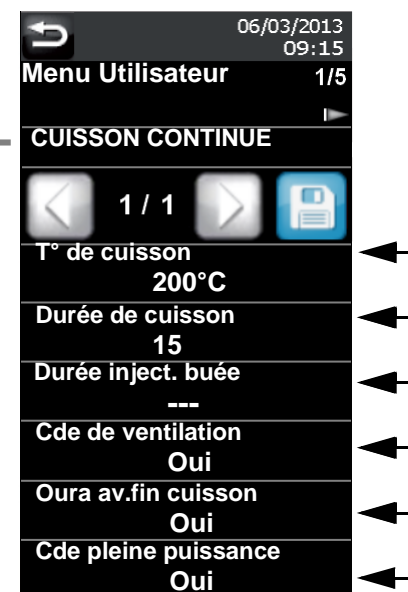 06/03/2013
09:15
Menu Utilisateur 1/5
CUISSON CONTINUE
1 / 1
T° de cuisson
200°C
Durée de cuisson
15
Durée inject. buée
---
Cde de ventilation
Oui
Oura av.fin cuisson
Oui
Cde pleine puissance
Oui